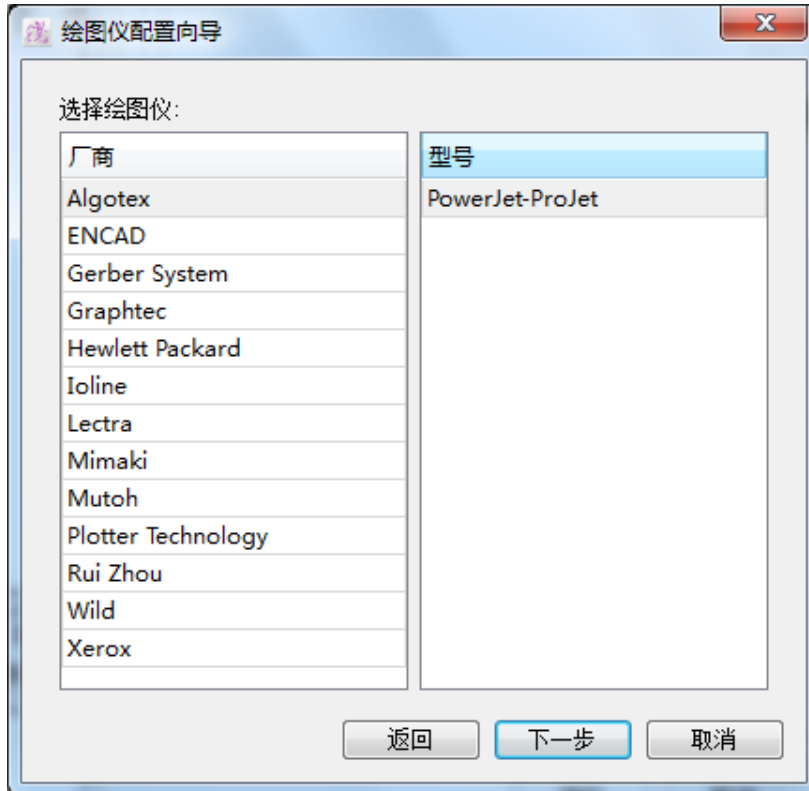 绘图仪配置向导
选择绘图仪:
厂商
型号
Algotex
PowerJet-ProJet
ENCAD
Gerber System
Graphtec
Hewlett Packard
Ioline
Lectra
Mimaki
Mutoh
Plotter Technology
Rui Zhou
Wild
Xerox
返回
下一步
取消